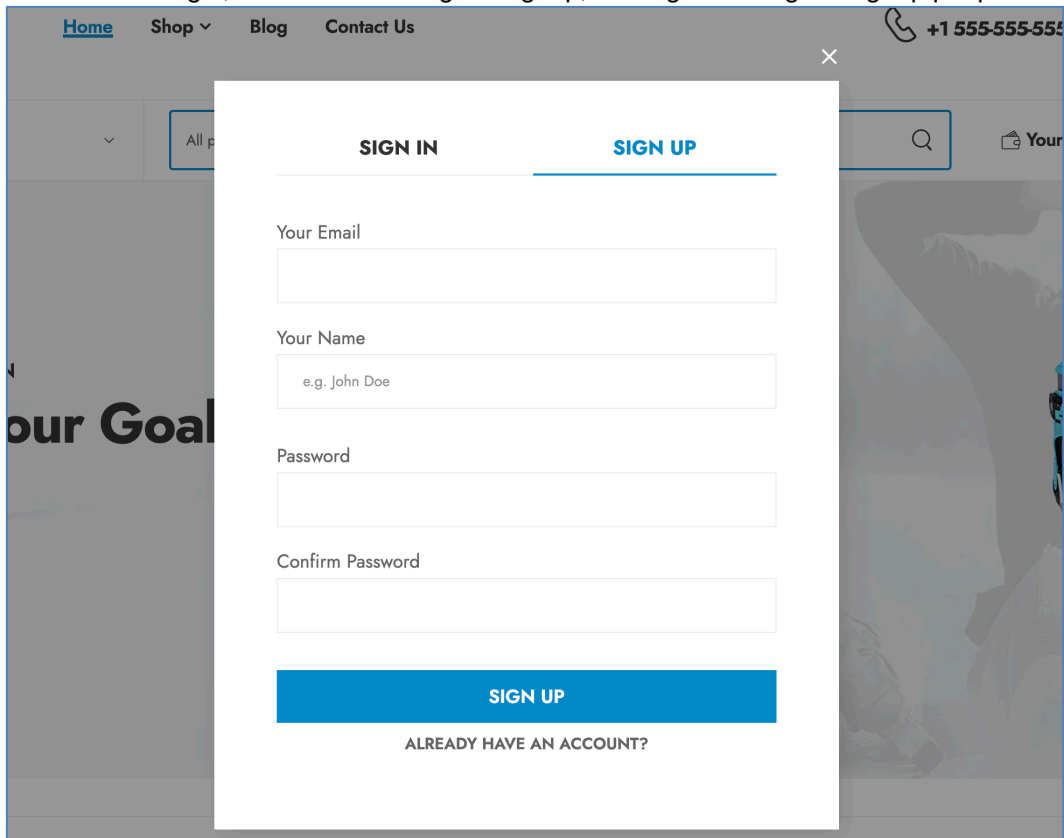 Home Shop Blog Contact Us +1 555-555-555
All p
Your
SIGN IN SIGN UP
Your Email
Your Name
e.g. John Doe
N
our Goal
Password
Confirm Password
SIGN UP
ALREADY HAVE AN ACCOUNT?